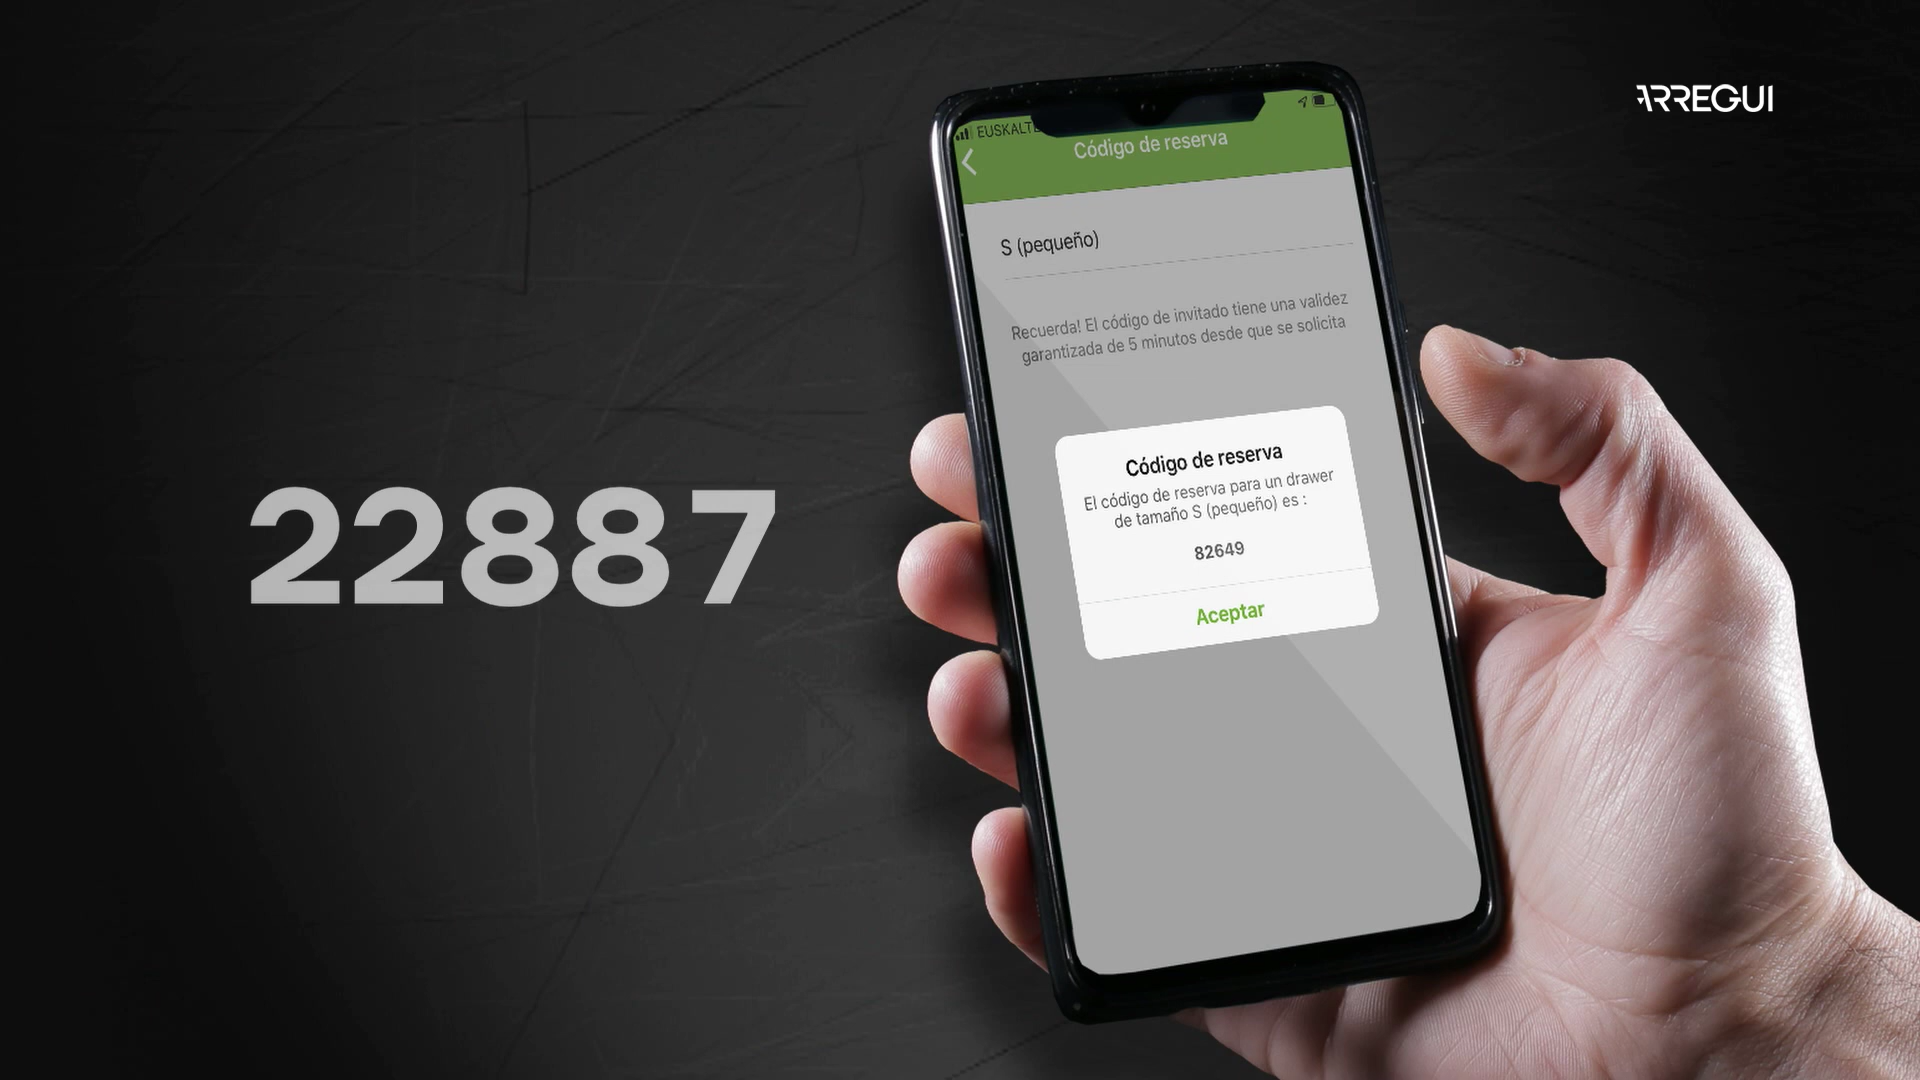 ARREGUI
EUSKALTE
Código de reserva
S (pequeño)
Recuerda! El código de invitado tiene una validez
garantizada de 5 minutos desde que se solicita
22887
Código de reserva
El código de reserva para un drawer
de tamaño S (pequeño) es :
82649
Aceptar